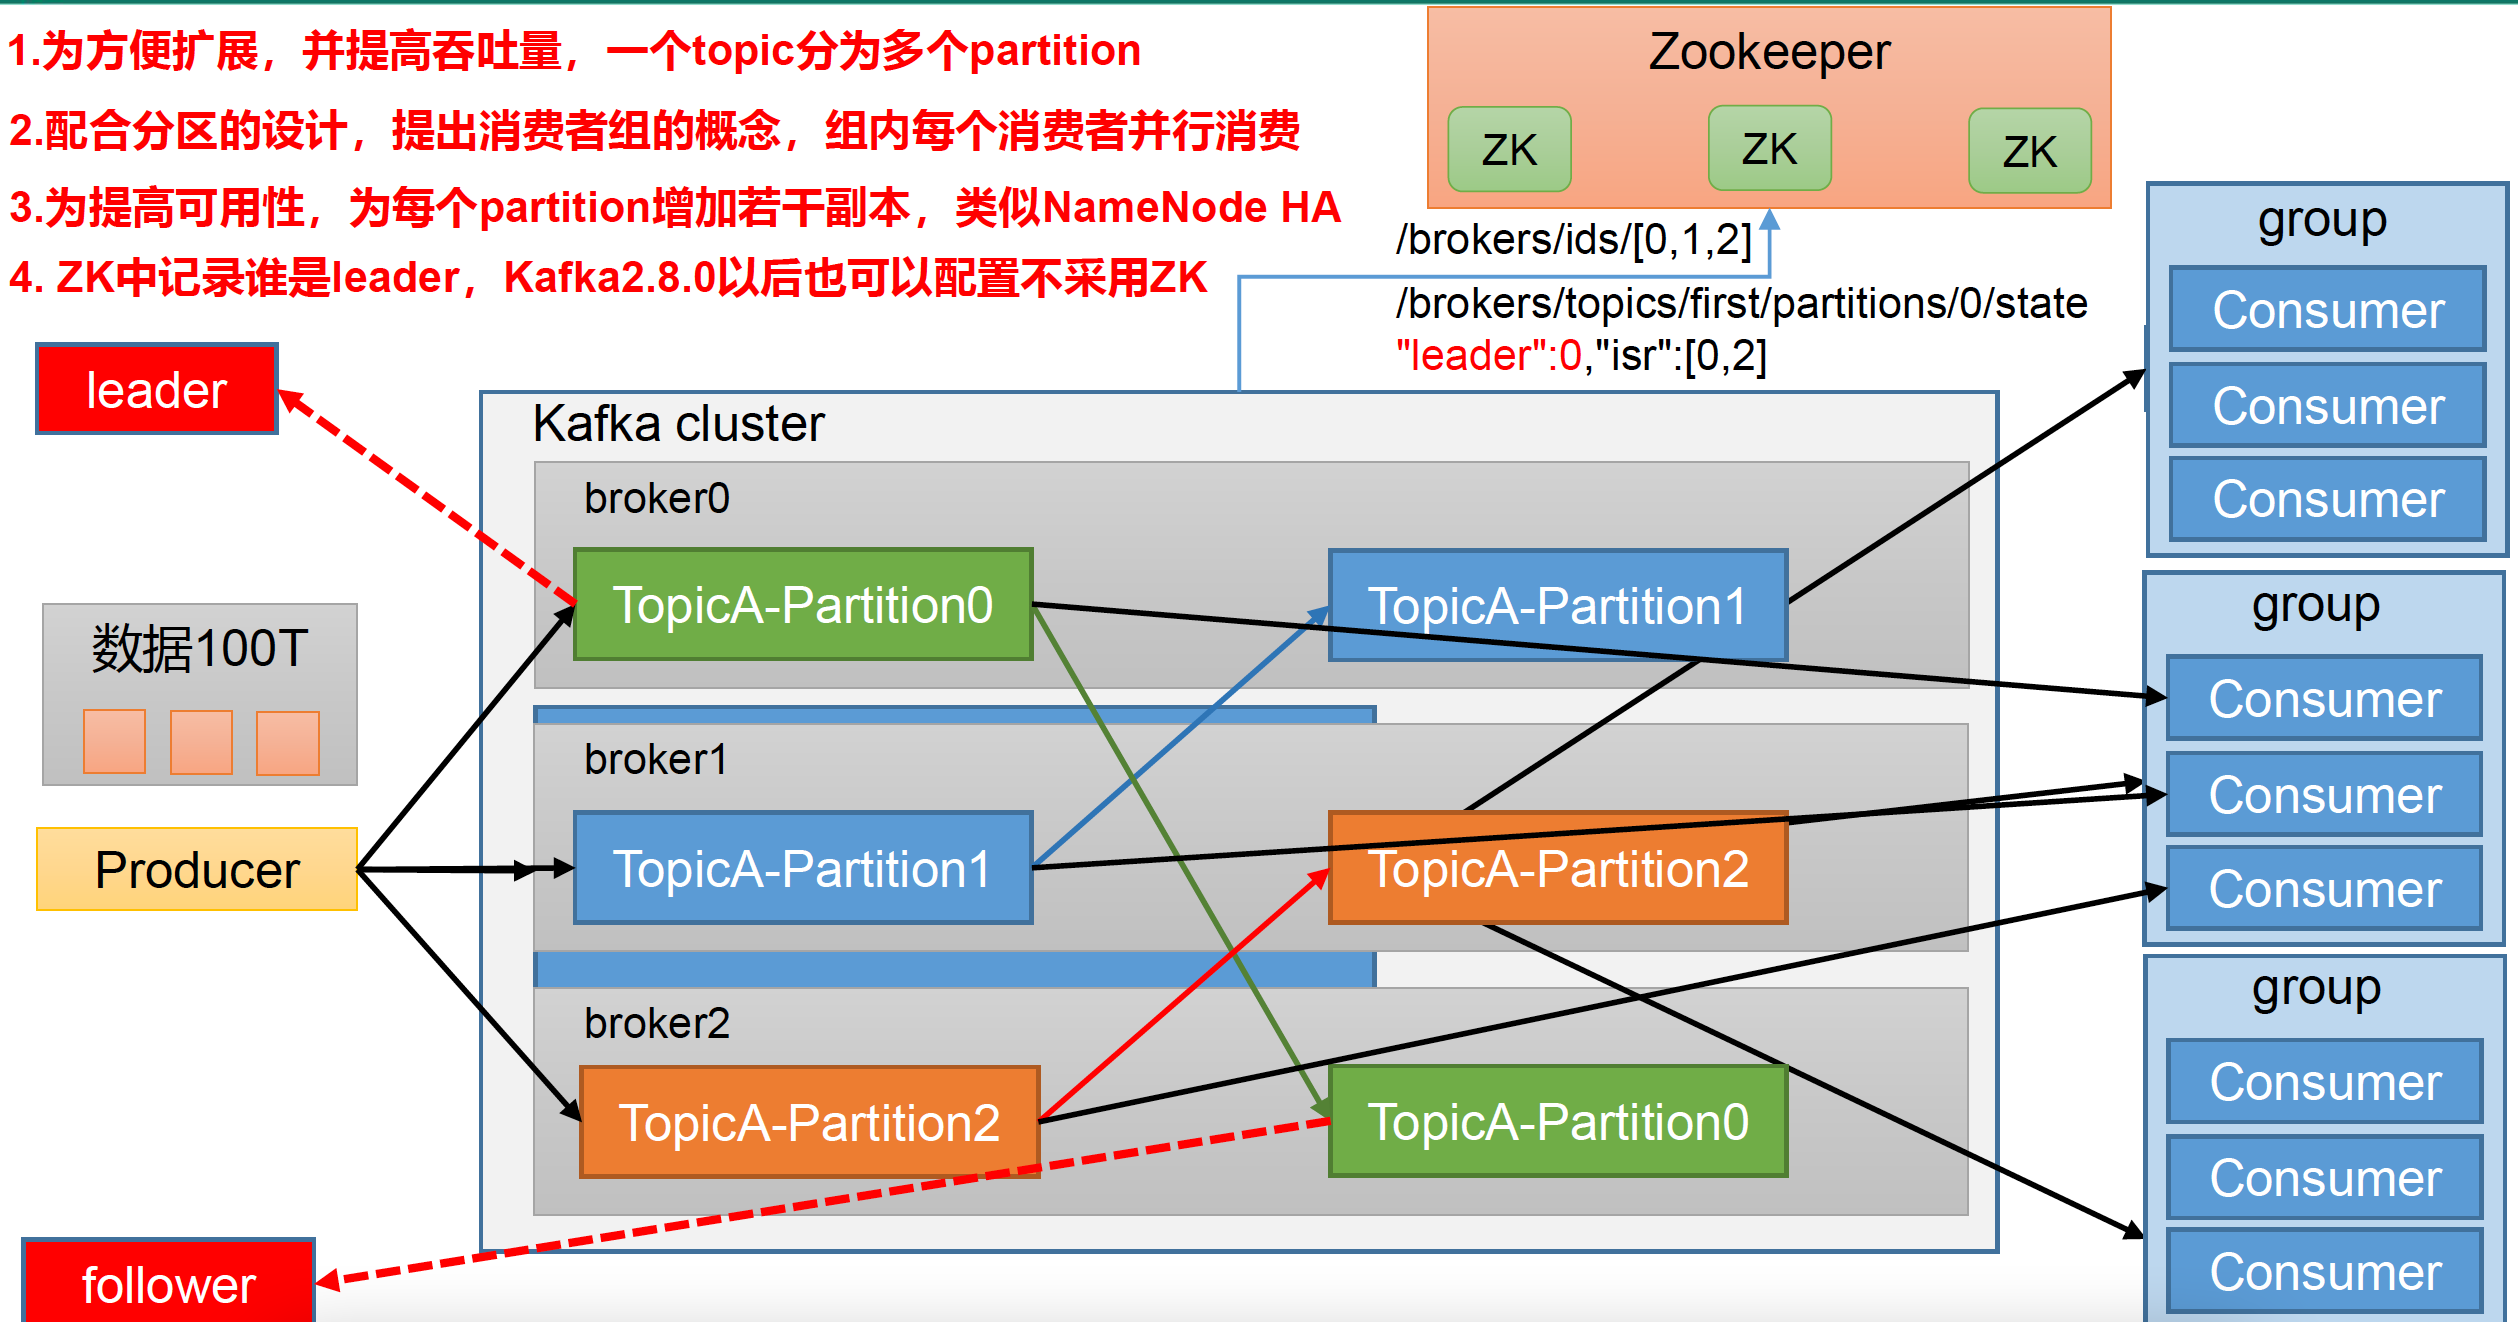 1.为方便扩展，并提高吞吐量，一个topic分为多个partition
2.配合分区的设计，提出消费者组的概念，组内每个消费者并行消费
3.为提高可用性，为每个partition增加若干副本，类似NameNode HA
4. ZK中记录谁是leader，Kafka2.8.0以后也可以配置不采用ZK
Zookeeper
ZK
ZK
ZK
/brokers/ids/[0,1,2]
/brokers/topics/first/partitions/0/state
"leader":0,"isr":[0,2]
leader
数据100T
Producer
follower
Kafka cluster
broker0
TopicA-Partition0
TopicA-Partition1
broker1
TopicA-Partition1
TopicA-Partition2
broker2
TopicA-Partition2
TopicA-Partition0
group
Consumer
Consumer
Consumer
group
Consumer
Consumer
Consumer
group
Consumer
Consumer
Consumer